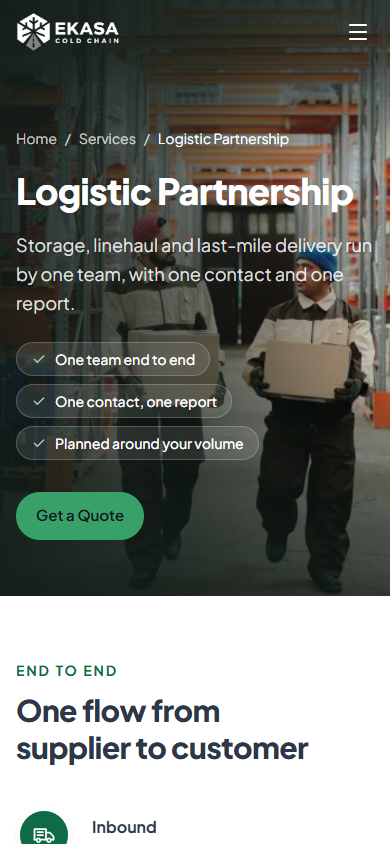 EKASA
COLD CHAIN
Home / Services / Logistic Partnership
Logistic Partnership
Storage, linehaul and last-mile delivery run
by one team, with one contact and one
report.
One team end to end
One contact, one report
Planned around your volume
Get a Quote
END TO END
One flow from
supplier to customer
Inbound